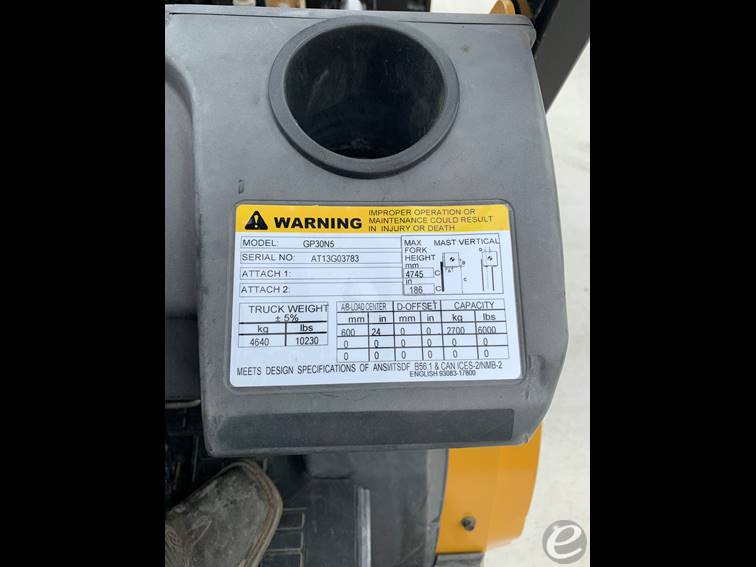 WARNING
IMPROPER OPERATION OR
MAINTENANCE COULD RESULT
IN INJURY OR DEATH
MODEL: GP30N5
SERIAL NO: AT13G03783
ATTACH 1:
ATTACH 2:
MAX
FORK
HEIGHT
mm
4745 C
in
186 C
MAST VERTICAL
TRUCK WEIGHT
± 5%
kg lbs
4640 10230
A/B-LOAD CENTER D-OFFSET CAPACITY
mm in mm in kg lbs
600 24 0 0 2700 6000
0 0 0 0 0 0
0 0 0 0 0 0
MEETS DESIGN SPECIFICATIONS OF ANSI/ITSDF B56.1 & CAN ICES-2/NMB-2
ENGLISH 93083-17800
e